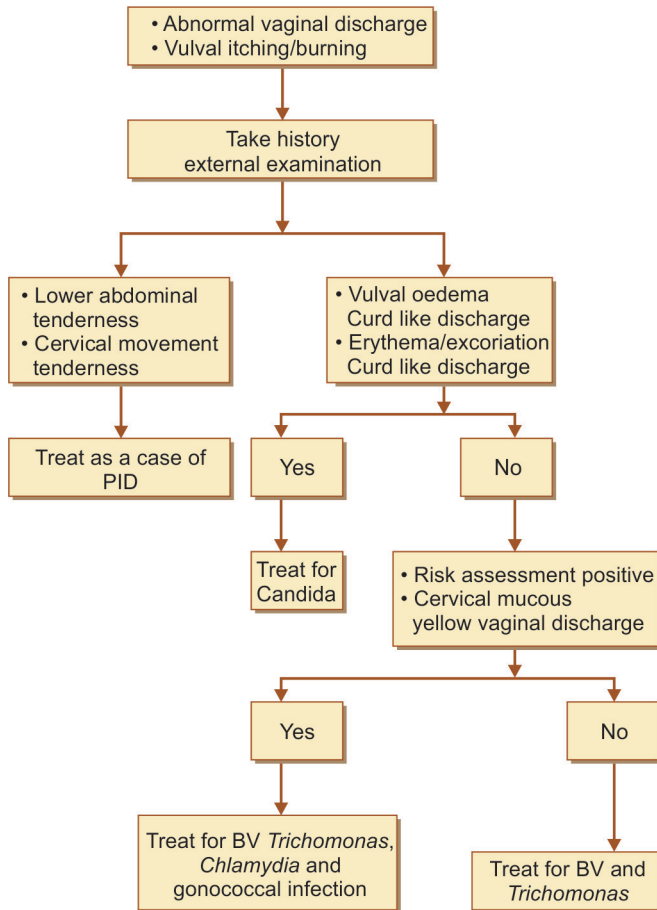 • Abnormal vaginal discharge
• Vulval itching/burning
Take history
external examination
• Lower abdominal
tenderness
• Cervical movement
tenderness
• Vulval oedema
Curd like discharge
• Erythema/excoriation
Curd like discharge
Treat as a case of
PID
Yes
No
Treat for
Candida
• Risk assessment positive
• Cervical mucous
yellow vaginal discharge
Yes
No
Treat for BV Trichomonas,
Chlamydia and
gonococcal infection
Treat for BV and
Trichomonas